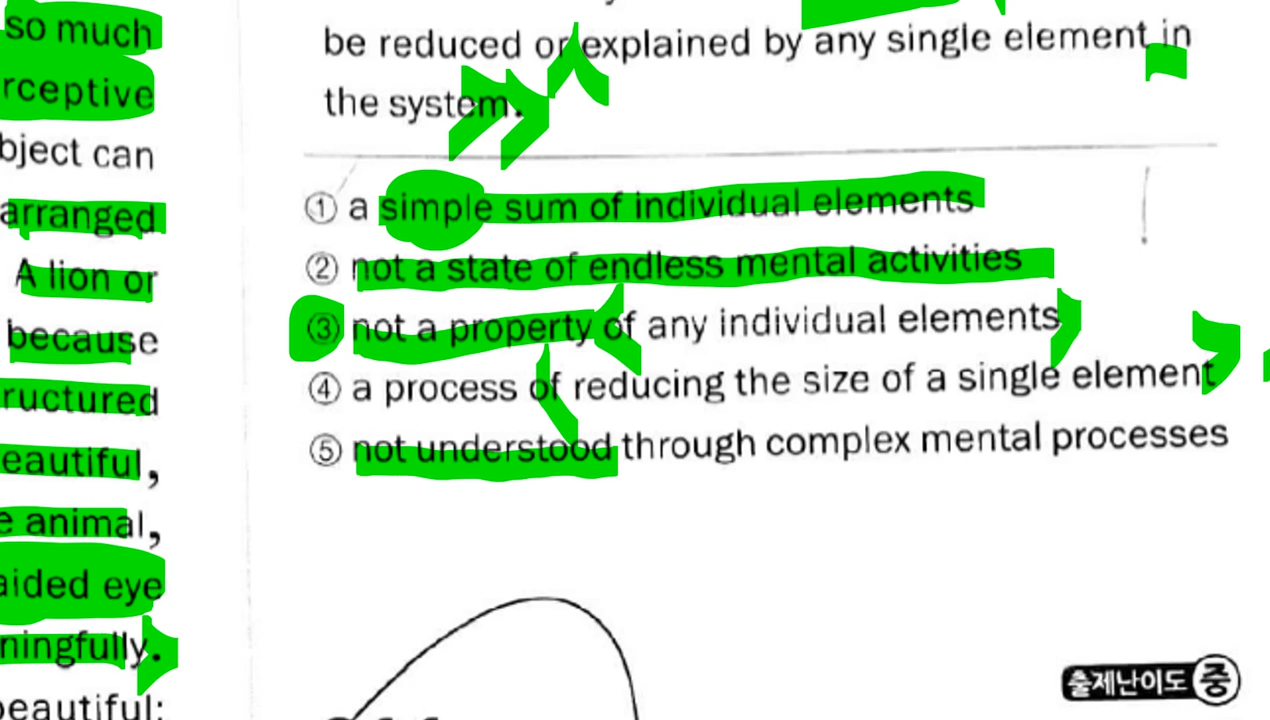 so much
rceptive
bject can
arranged
A lion or
because
ructured
eautiful,
e animal,
aided eye
ningfully.
beautiful:
be reduced or explained by any single element in
the system.
① a simple sum of individual elements
② not a state of endless mental activities
③ not a property of any individual elements
④ a process of reducing the size of a single element
⑤ not understood through complex mental processes
출제난이도 중